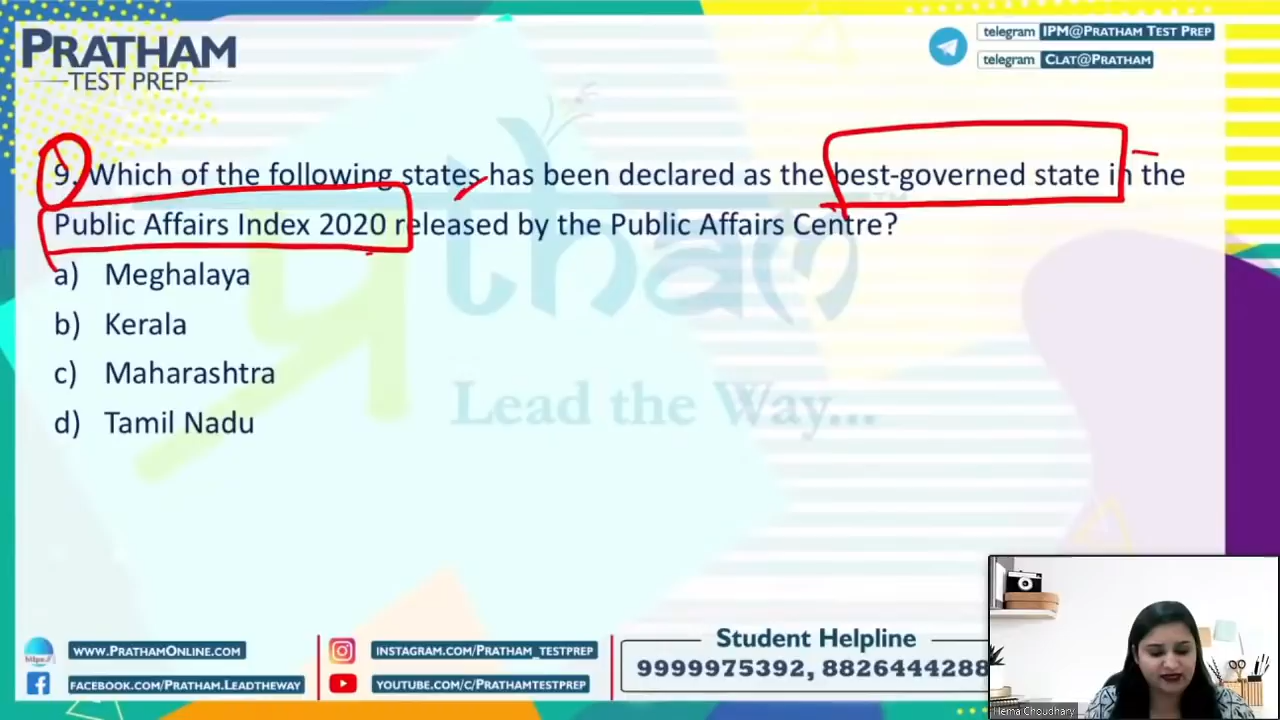 PRATHAM
TEST PREP
telegram IPM@PRATHAM TEST PREP
telegram CLAT@PRATHAM
9. Which of the following states has been declared as the best-governed state in the
Public Affairs Index 2020 released by the Public Affairs Centre?
a) Meghalaya
b) Kerala
c) Maharashtra
d) Tamil Nadu
प्रthan
TM
Lead the Way...
https://
WWW.PRATHAMONLINE.COM
FACEBOOK.COM/PRATHAM.LEADTHEWAY
INSTAGRAM.COM/PRATHAM_TESTPREP
YOUTUBE.COM/C/PRATHAMTESTPREP
Student Helpline
9999975392, 8826444288
Hema Choudhary